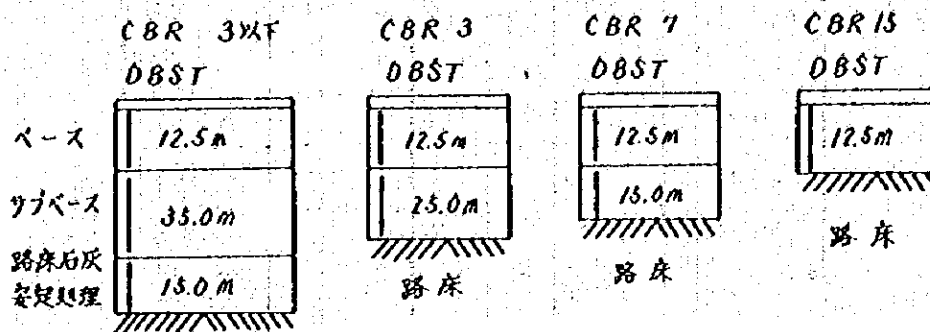 CBR 3以下
DBST
ベース
12.5m
サブベース
35.0m
路床石灰
安定処理
15.0m
CBR 3
DBST
12.5m
25.0m
路床
CBR 7
DBST
12.5m
15.0m
路床
CBR 15
DBST
12.5m
路床